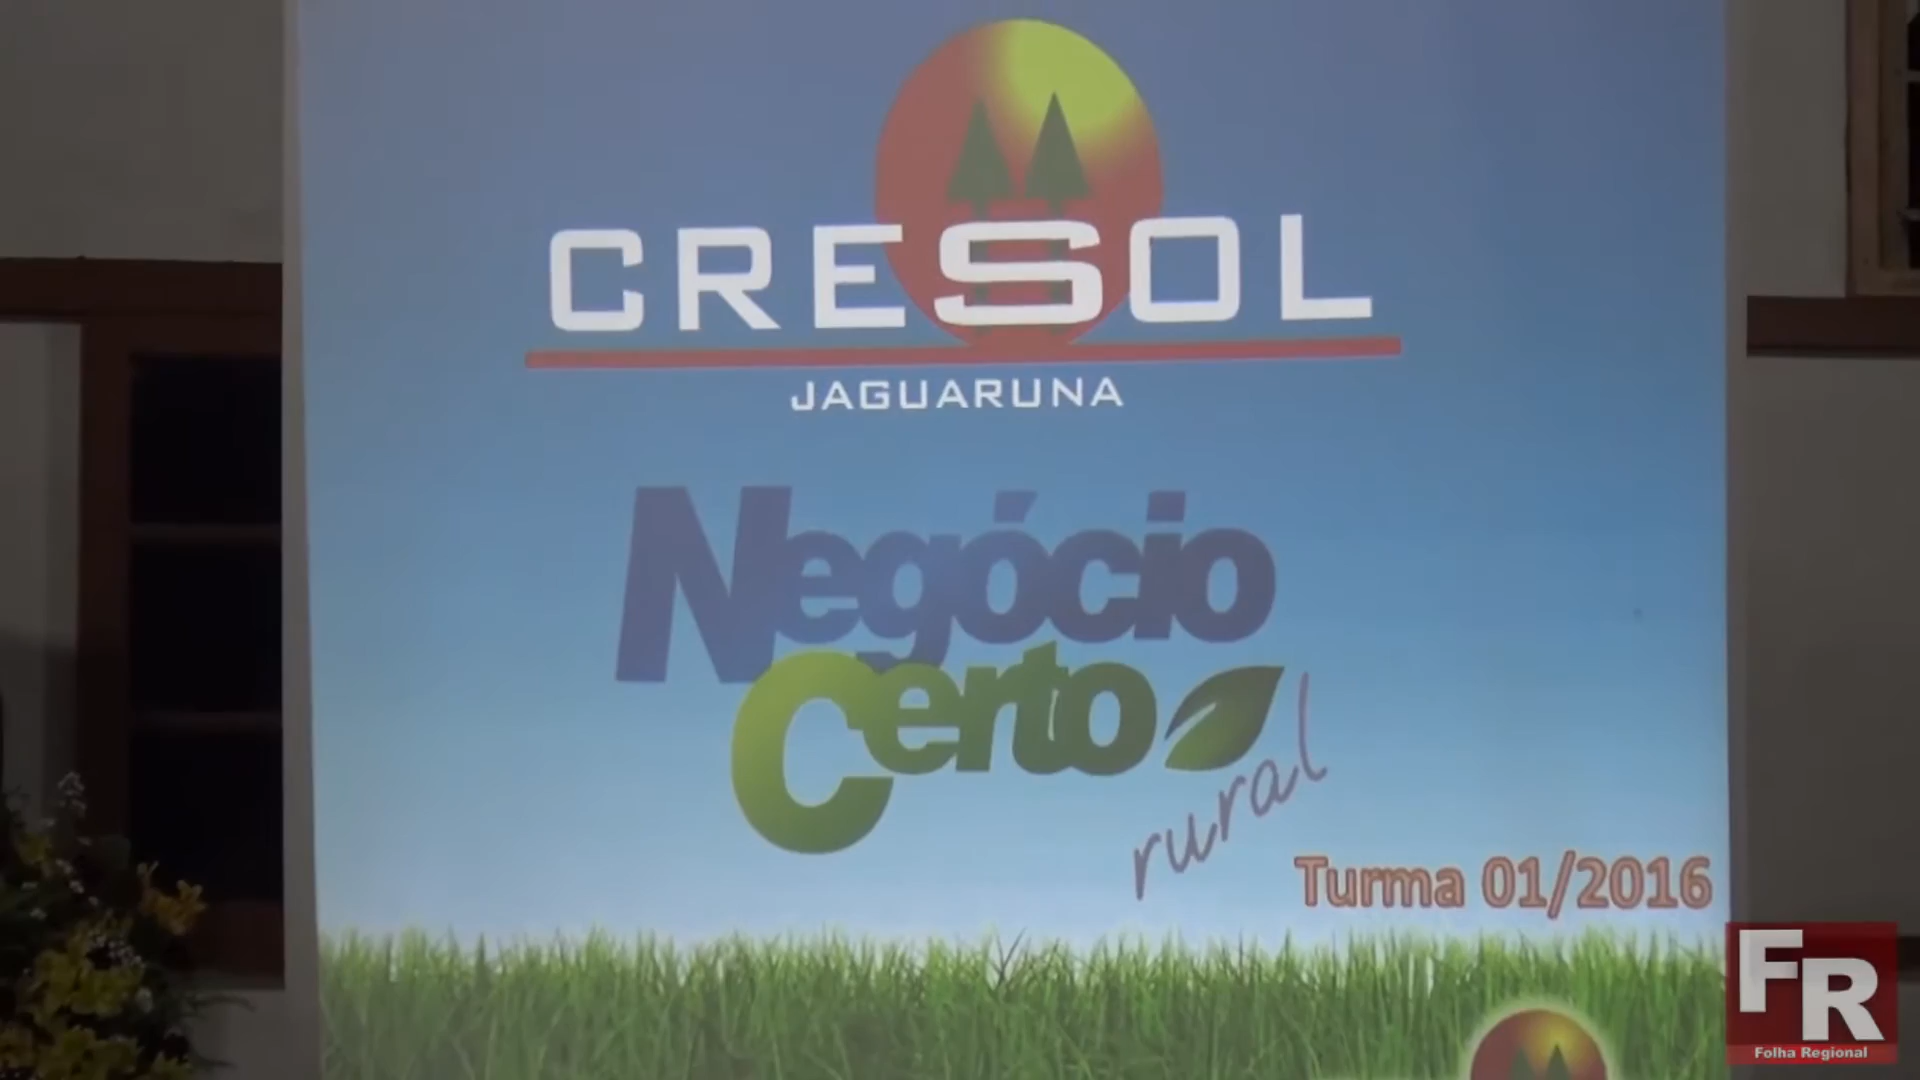 CRESOL
JAGUARUNA
Negócio
Certo
rural
Turma 01/2016
FR
Folha Regional